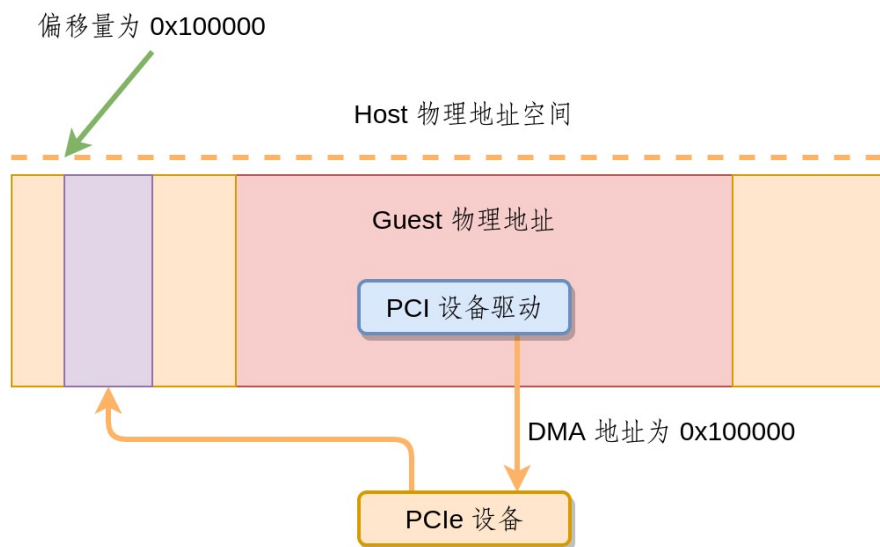 偏移量为 0x100000
Host 物理地址空间
Guest 物理地址
PCI 设备驱动
DMA 地址为 0x100000
PCIe 设备